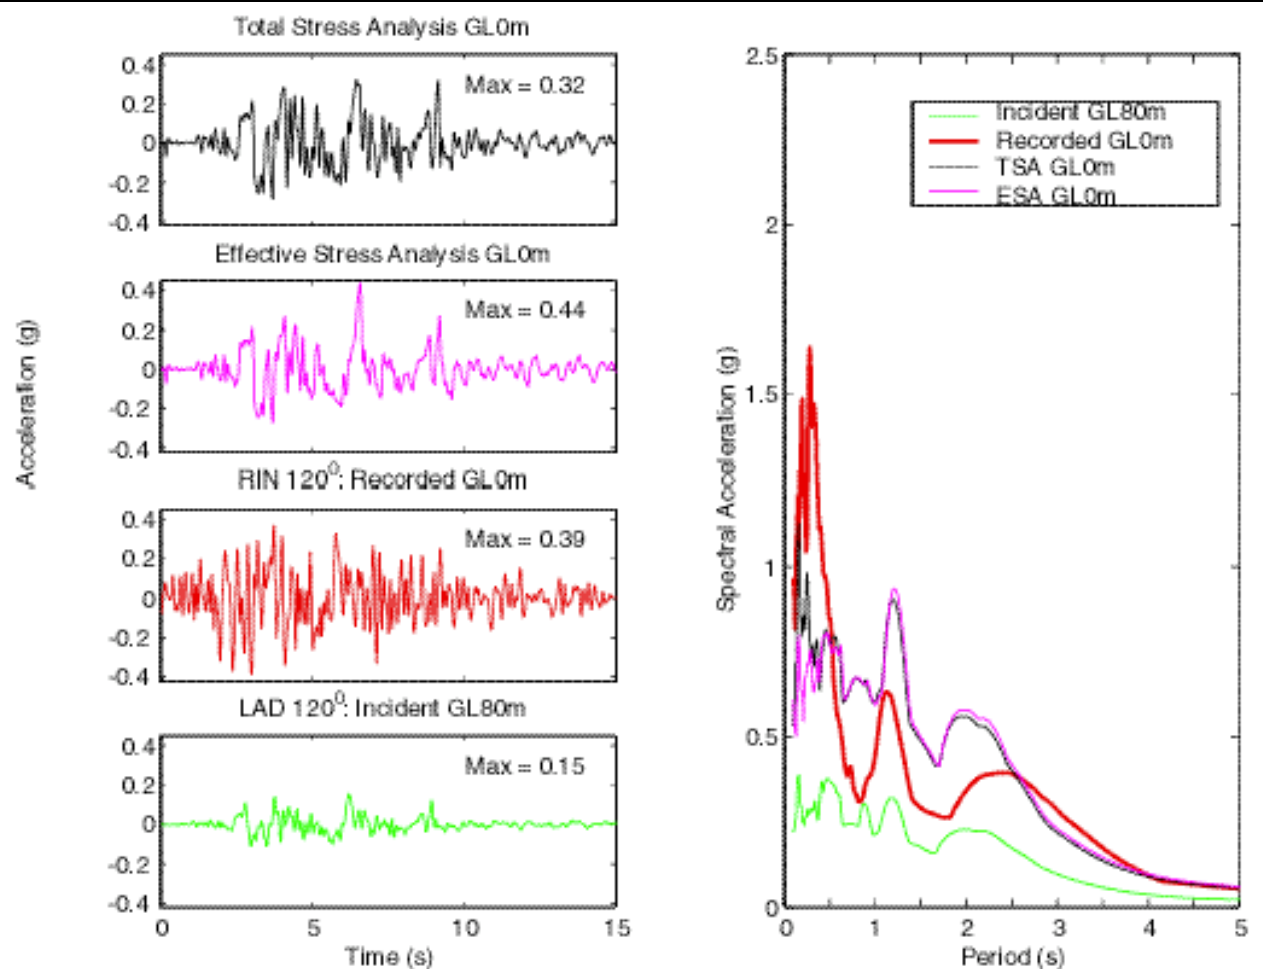 Total Stress Analysis GL0m
0.4
0.2
0
-0.2
-0.4
Max = 0.32
Effective Stress Analysis GL0m
0.4
0.2
0
-0.2
-0.4
Max = 0.44
Acceleration (g)
RIN 120⁰: Recorded GL0m
0.4
0.2
0
-0.2
-0.4
Max = 0.39
LAD 120⁰: Incident GL80m
0.4
0.2
0
-0.2
-0.4
Max = 0.15
0 5 10 15
Time (s)
2.5
2
1.5
1
0.5
0
Spectral Acceleration (g)
Incident GL80m
Recorded GL0m
TSA GL0m
ESA GL0m
0 1 2 3 4 5
Period (s)